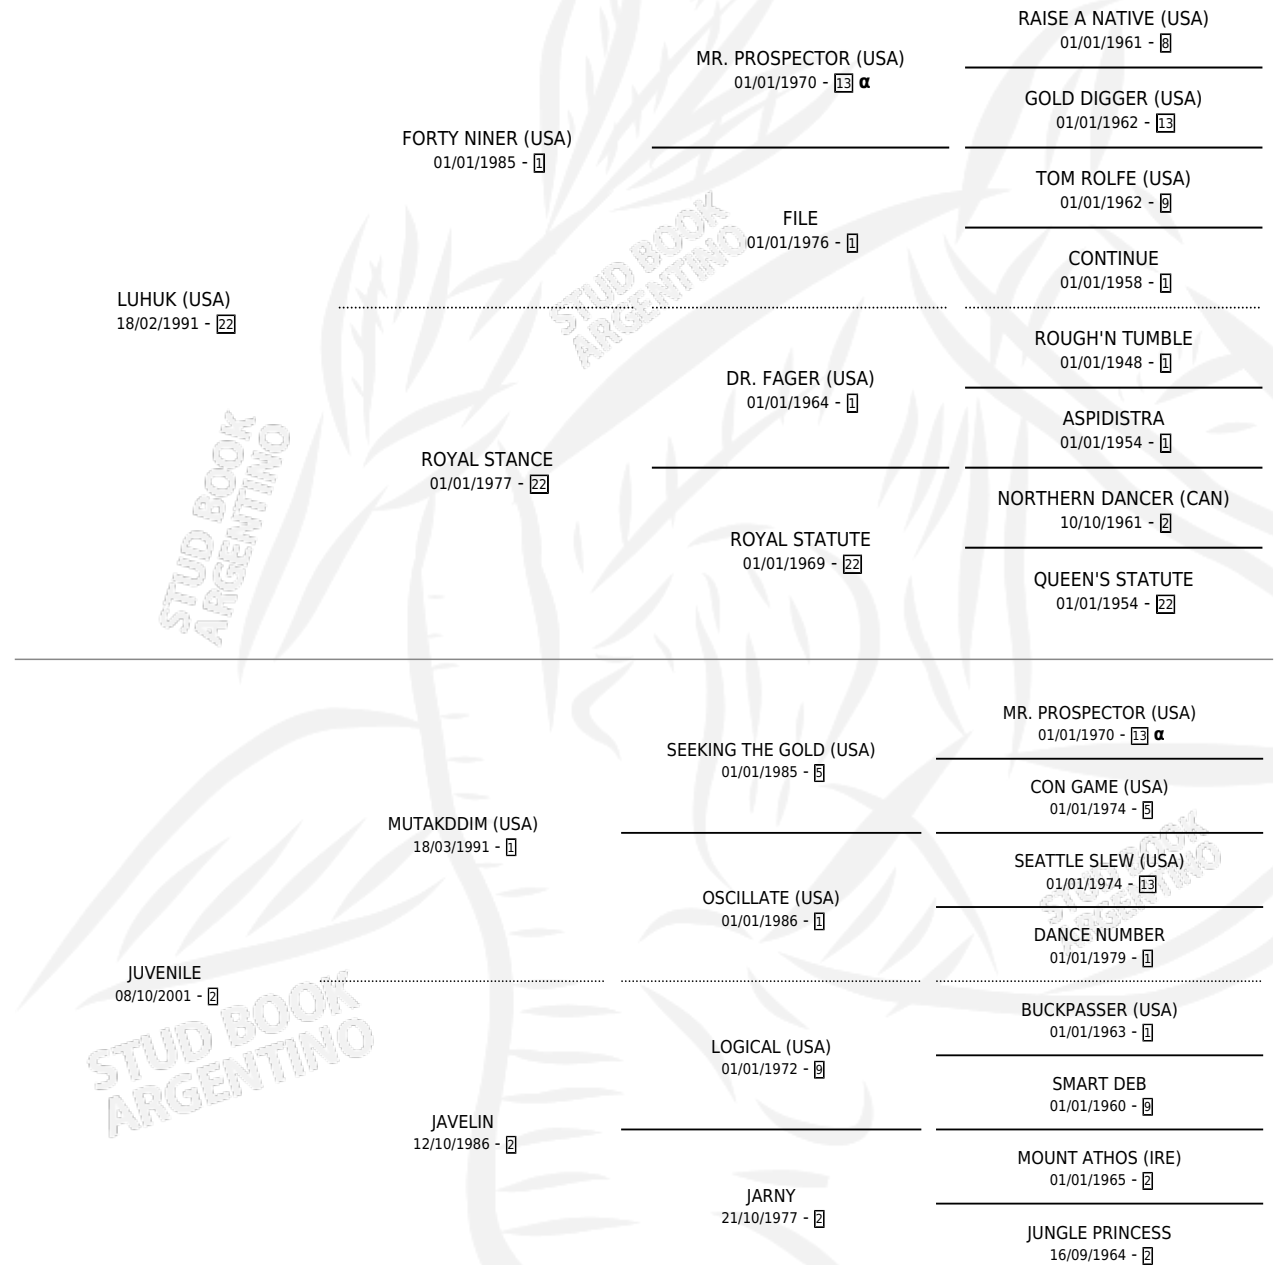 RAISE A NATIVE (USA)
01/01/1961 - 8
MR. PROSPECTOR (USA)
01/01/1970 - 13 α
GOLD DIGGER (USA)
01/01/1962 - 13
FORTY NINER (USA)
01/01/1985 - 1
TOM ROLFE (USA)
01/01/1962 - 9
FILE
01/01/1976 - 1
CONTINUE
01/01/1958 - 1
LUHUK (USA)
18/02/1991 - 22
ROUGH'N TUMBLE
01/01/1948 - 1
DR. FAGER (USA)
01/01/1964 - 1
ASPIDISTRA
01/01/1954 - 1
ROYAL STANCE
01/01/1977 - 22
NORTHERN DANCER (CAN)
10/10/1961 - 2
ROYAL STATUTE
01/01/1969 - 22
QUEEN'S STATUTE
01/01/1954 - 22
STUD BOOK
ARGENTINO
STUD BOOK
ARGENTINO
MR. PROSPECTOR (USA)
01/01/1970 - 13 α
SEEKING THE GOLD (USA)
01/01/1985 - 5
CON GAME (USA)
01/01/1974 - 5
MUTAKDDIM (USA)
18/03/1991 - 1
SEATTLE SLEW (USA)
01/01/1974 - 13
OSCILLATE (USA)
01/01/1986 - 1
DANCE NUMBER
01/01/1979 - 1
STUD BOOK
ARGENTINO
JUVENILE
08/10/2001 - 2
BUCKPASSER (USA)
01/01/1963 - 1
LOGICAL (USA)
01/01/1972 - 9
SMART DEB
01/01/1960 - 9
JAVELIN
12/10/1986 - 2
MOUNT ATHOS (IRE)
01/01/1965 - 2
JARNY
21/10/1977 - 2
JUNGLE PRINCESS
16/09/1964 - 2
STUD BOOK
ARGENTINO